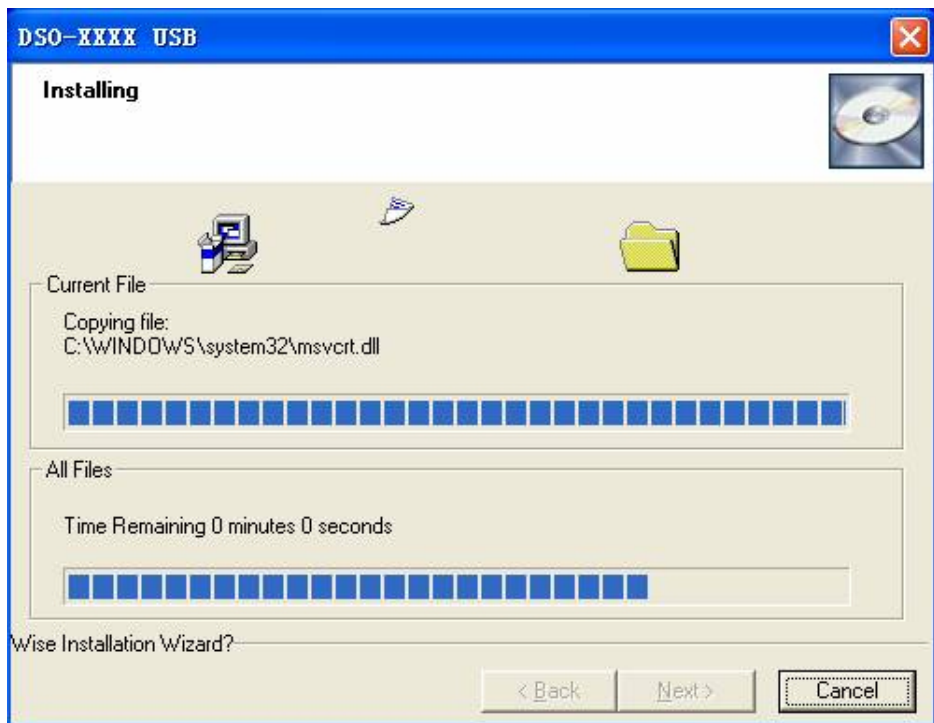 DSO-XXXX USB
Installing
Current File
Copying file:
C:\WINDOWS\system32\msvcrt.dll
All Files
Time Remaining 0 minutes 0 seconds
Wise Installation Wizard?
< Back
Next >
Cancel